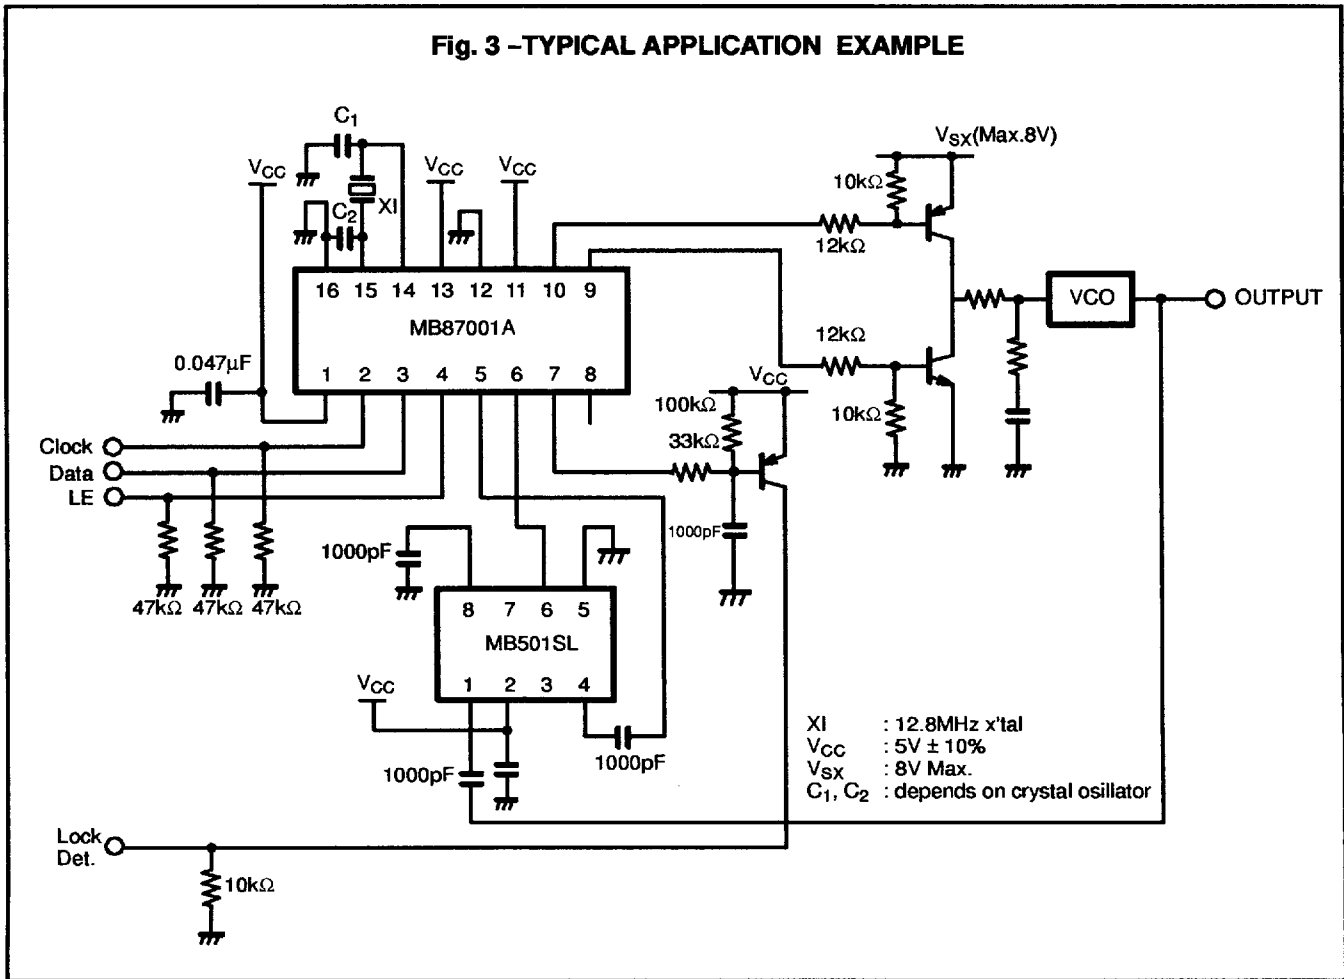 Fig. 3 –TYPICAL APPLICATION EXAMPLE
C1
VCC
VCC
VCC
XI
C2
VSX(Max.8V)
10kΩ
12kΩ
16 15 14 13 12 11 10 9
MB87001A
1 2 3 4 5 6 7 8
0.047µF
VCO
OUTPUT
12kΩ
10kΩ
VCC
100kΩ
33kΩ
1000pF
Clock
Data
LE
47kΩ 47kΩ 47kΩ
1000pF
8 7 6 5
MB501SL
1 2 3 4
VCC
1000pF
1000pF
XI : 12.8MHz x'tal
VCC : 5V ± 10%
VSX : 8V Max.
C1, C2 : depends on crystal osillator
Lock
Det.
10kΩ